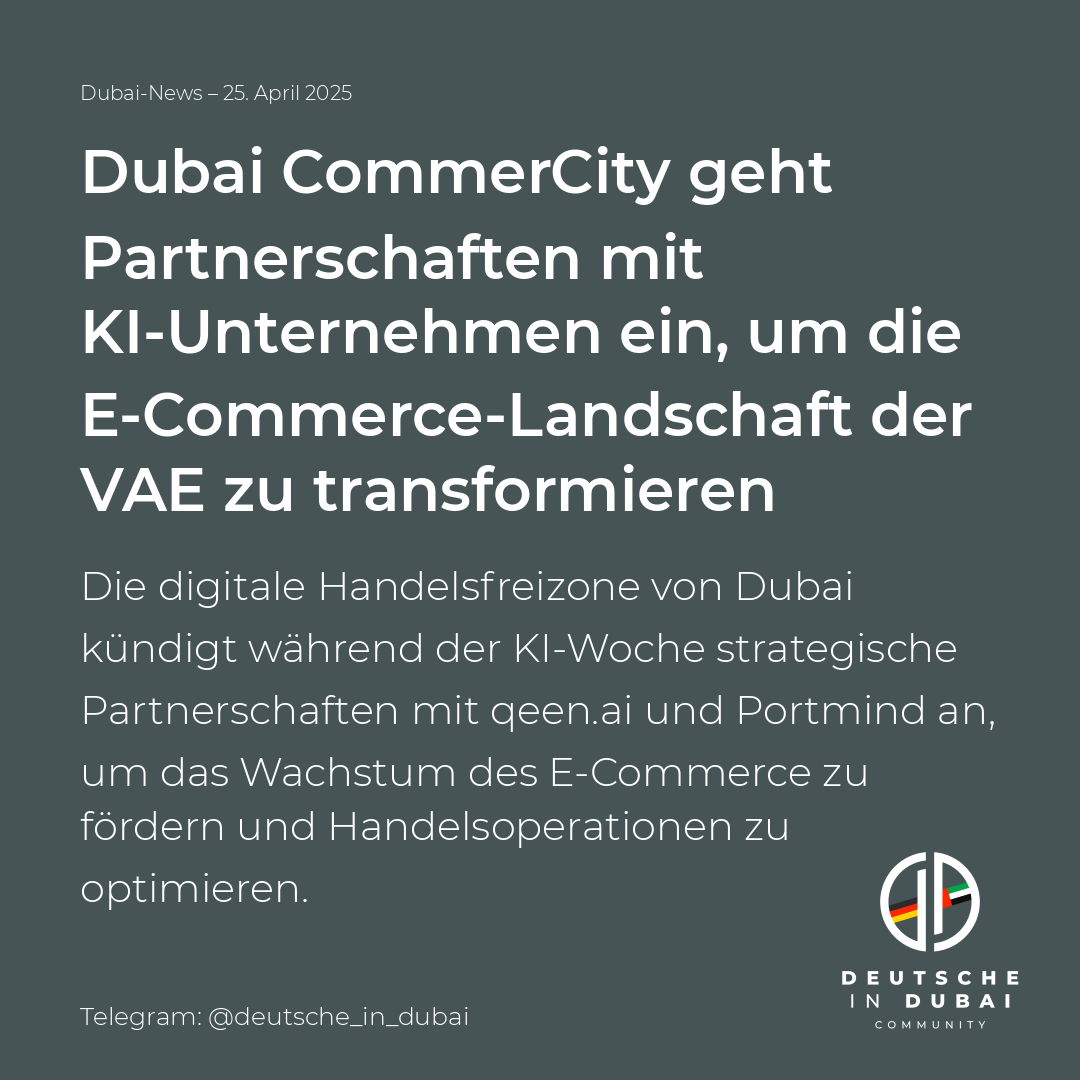 Dubai-News – 25. April 2025
Dubai CommerCity geht
Partnerschaften mit
KI-Unternehmen ein, um die
E-Commerce-Landschaft der
VAE zu transformieren
Die digitale Handelsfreizone von Dubai
kündigt während der KI-Woche strategische
Partnerschaften mit qeen.ai und Portmind an,
um das Wachstum des E-Commerce zu
fördern und Handelsoperationen zu
optimieren.
DEUTSCHE
IN DUBAI
COMMUNITY
Telegram: @deutsche_in_dubai